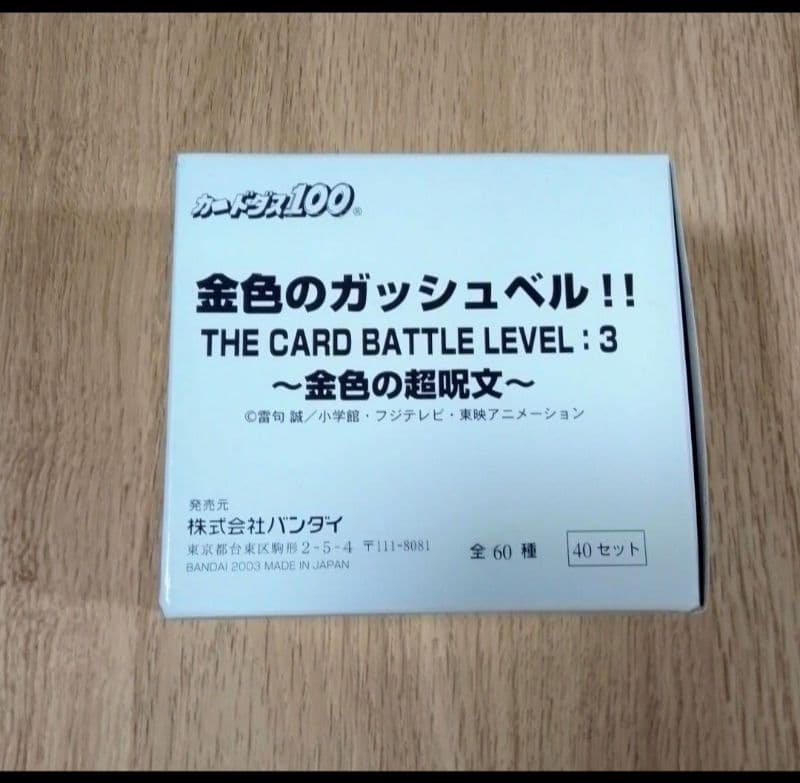 カードダス100®
金色のガッシュベル!!
THE CARD BATTLE LEVEL:3
〜金色の超呪文〜
©雷句 誠／小学館・フジテレビ・東映アニメーション
発売元
株式会社バンダイ
東京都台東区駒形2-5-4 〒111-8081
BANDAI 2003 MADE IN JAPAN
全60種
40セット